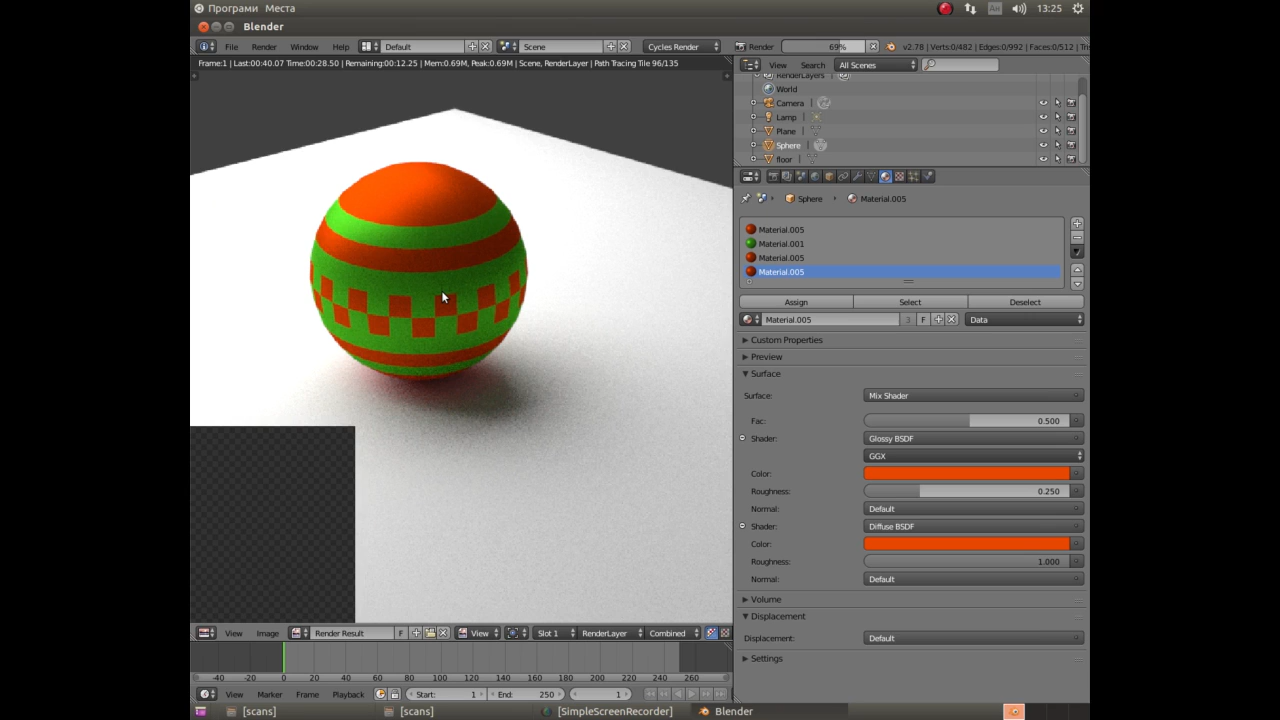 Програми Места Ан 13:25
Blender
File Render Window Help Default Scene Cycles Render Render 69% v2.78 | Verts:0/482 | Edges:0/992 | Faces:0/512 | Tri
Frame:1 | Last:00:40.07 Time:00:28.50 | Remaining:00:12.25 | Mem:0.69M, Peak:0.69M | Scene, RenderLayer | Path Tracing Tile 96/135
View Search All Scenes
RenderLayers
World
Camera
Lamp
Plane
Sphere
floor
Sphere Material.005
Material.005
Material.001
Material.005
Material.005
Assign Select Deselect
Material.005 3 F Data
Custom Properties
Preview
Surface
Surface: Mix Shader
Fac: 0.500
Shader: Glossy BSDF
GGX
Color:
Roughness: 0.250
Normal: Default
Shader: Diffuse BSDF
Color:
Roughness: 1.000
Normal: Default
Volume
Displacement
Displacement: Default
Settings
View Image Render Result F View Slot 1 RenderLayer Combined
-40 -20 0 20 40 60 80 100 120 140 160 180 200 220 240 260
View Marker Frame Playback Start: 1 End: 250 1
[scans] [scans] [SimpleScreenRecorder] Blender